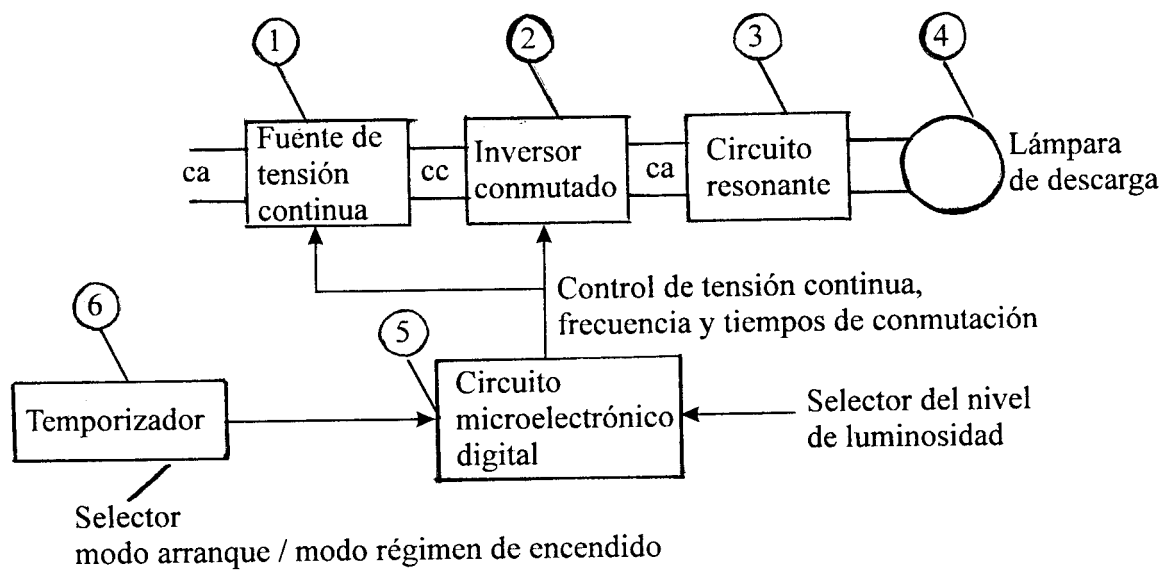 1
2
3
4
ca
Fuente de
tensión
continua
cc
Inversor
conmutado
ca
Circuito
resonante
Lámpara
de descarga
Control de tensión continua,
frecuencia y tiempos de conmutación
6
5
Temporizador
Circuito
microelectrónico
digital
Selector del nivel
de luminosidad
Selector
modo arranque / modo régimen de encendido